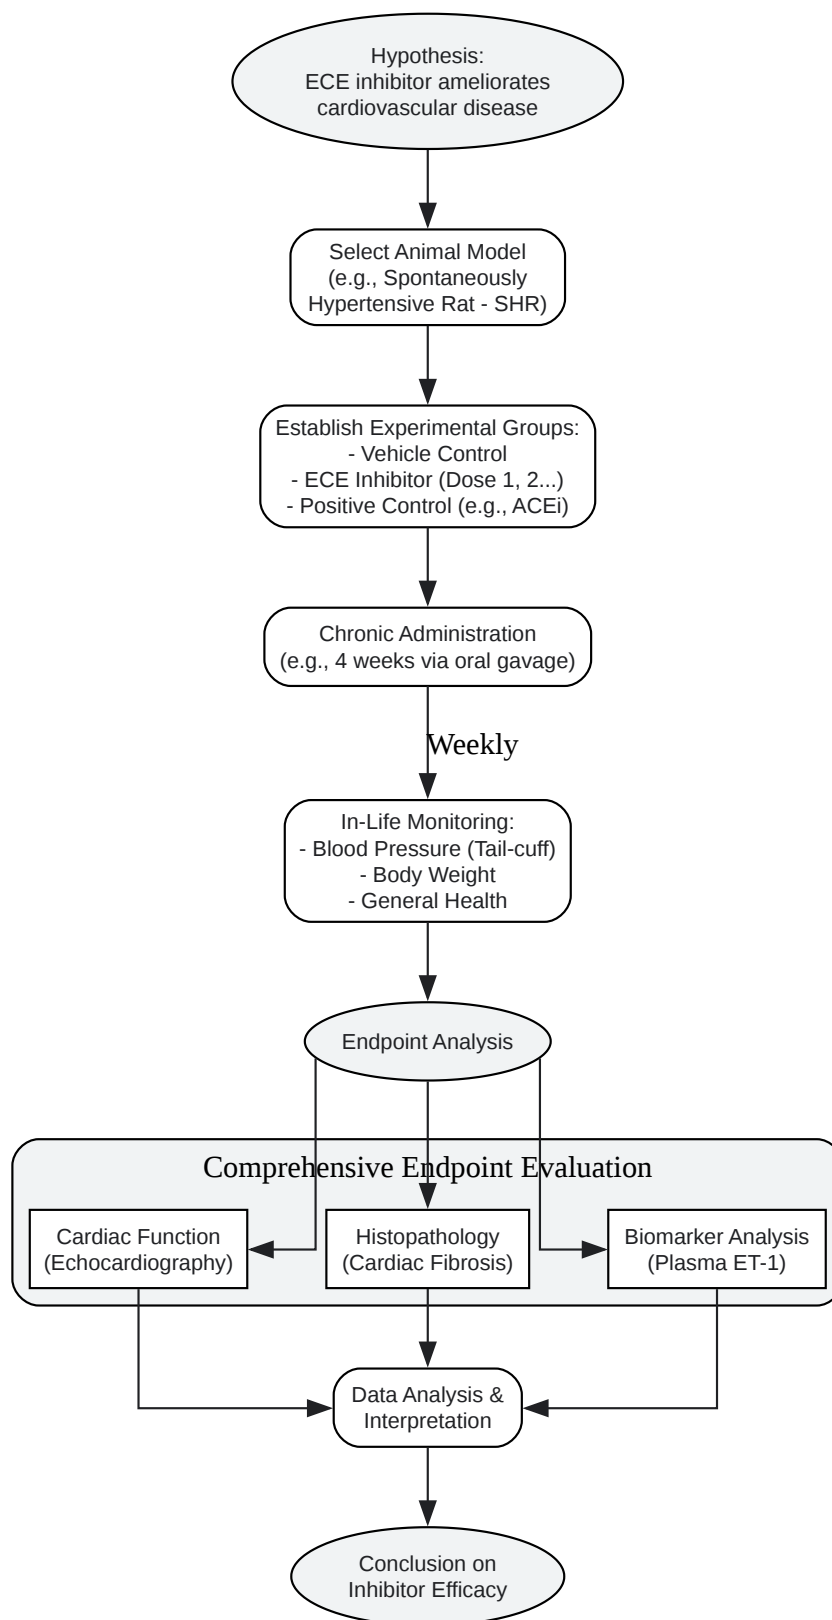 Hypothesis:
ECE inhibitor ameliorates
cardiovascular disease
Select Animal Model
(e.g., Spontaneously
Hypertensive Rat - SHR)
Establish Experimental Groups:
- Vehicle Control
- ECE Inhibitor (Dose 1, 2...)
- Positive Control (e.g., ACEi)
Chronic Administration
(e.g., 4 weeks via oral gavage)
Weekly
In-Life Monitoring:
- Blood Pressure (Tail-cuff)
- Body Weight
- General Health
Endpoint Analysis
Comprehensive Endpoint Evaluation
Cardiac Function
(Echocardiography)
Histopathology
(Cardiac Fibrosis)
Biomarker Analysis
(Plasma ET-1)
Data Analysis &
Interpretation
Conclusion on
Inhibitor Efficacy